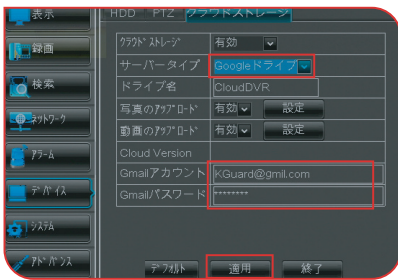 表示
HDD PTZ クラウドストレージ
録画
検索
ネットワーク
アラーム
デバイス
システム
アドバンス
クラウドストレージ 有効
サーバータイプ Googleドライブ
ドライブ名 CloudDVR
写真のアップロード 有効 設定
動画のアップロード 有効 設定
Cloud Version
Gmailアカウント KGuard@gmil.com
Gmailパスワード ********
デフォルト 適用 終了